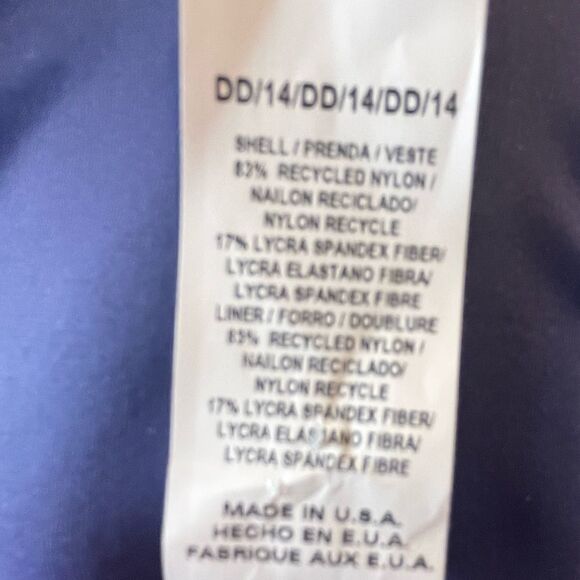 DD/14/DD/14/DD/14
SHELL / PRENDA / VESTE
83% RECYCLED NYLON /
NAILON RECICLADO/
NYLON RECYCLE
17% LYCRA SPANDEX FIBER/
LYCRA ELASTANO FIBRA/
LYCRA SPANDEX FIBRE
LINER / FORRO / DOUBLURE
83% RECYCLED NYLON /
NAILON RECICLADO/
NYLON RECYCLE
17% LYCRA SPANDEX FIBER/
LYCRA ELASTANO FIBRA/
LYCRA SPANDEX FIBRE
MADE IN U.S.A.
HECHO EN E.U.A.
FABRIQUE AUX E.U.A.